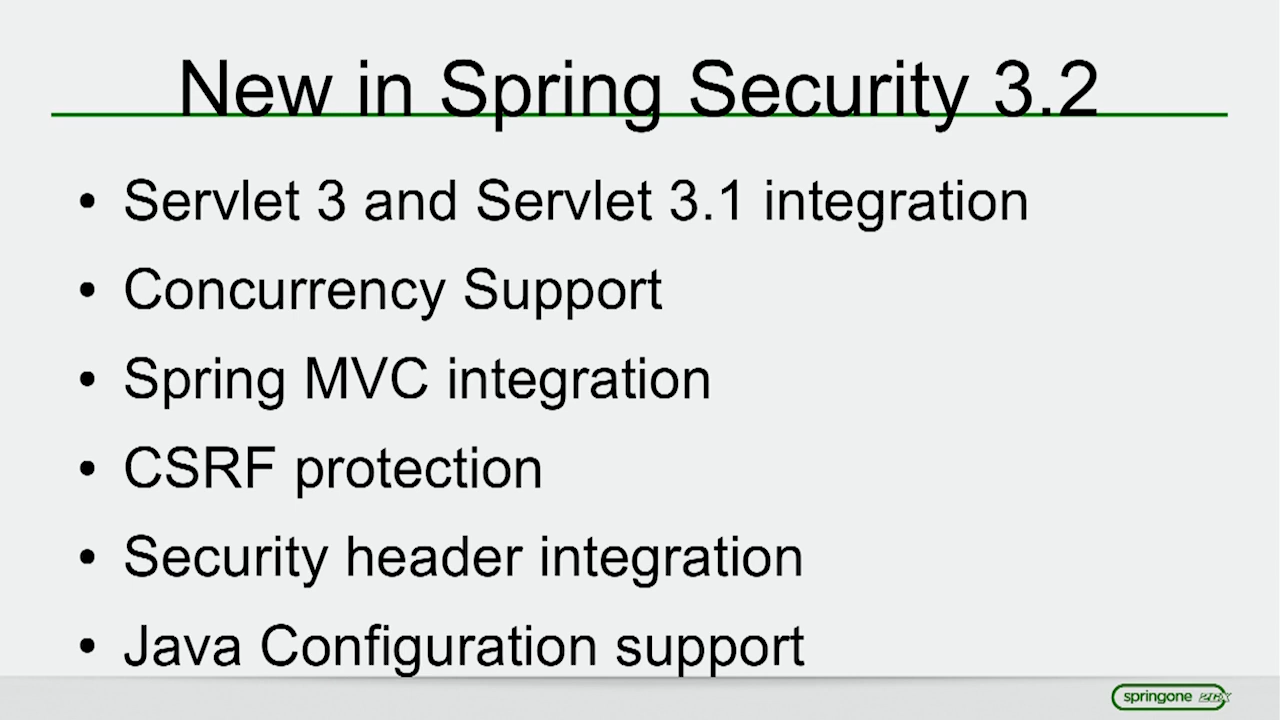 New in Spring Security 3.2
• Servlet 3 and Servlet 3.1 integration
• Concurrency Support
• Spring MVC integration
• CSRF protection
• Security header integration
• Java Configuration support
springone 2GX